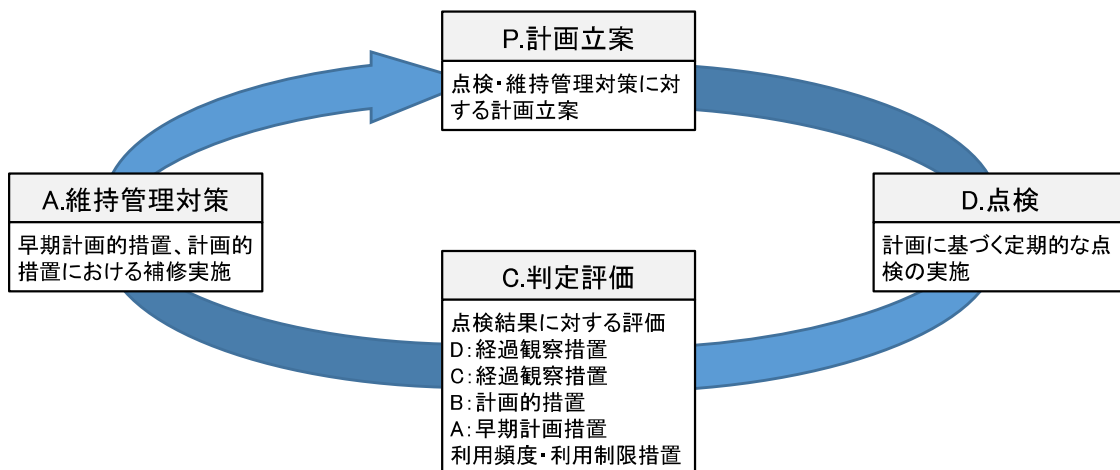 P.計画立案
点検・維持管理対策に対
する計画立案
A.維持管理対策
早期計画的措置、計画的
措置における補修実施
D.点検
計画に基づく定期的な点
検の実施
C.判定評価
点検結果に対する評価
D:経過観察措置
C:経過観察措置
B:計画的措置
A:早期計画措置
利用頻度・利用制限措置